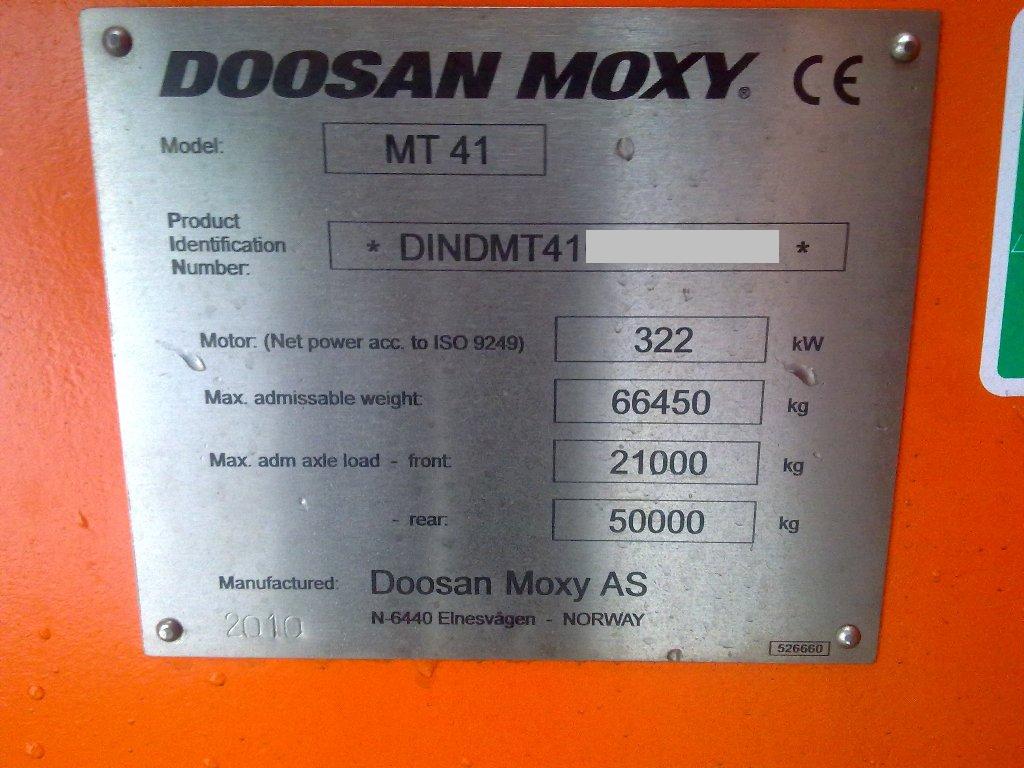 DOOSAN MOXY® CE
Model: MT 41
Product
Identification
Number: * DINDMT41 *
Motor: (Net power acc. to ISO 9249) 322 kW
Max. admissable weight: 66450 kg
Max. adm axle load - front: 21000 kg
- rear: 50000 kg
Manufactured: Doosan Moxy AS
2010 N-6440 Elnesvågen - NORWAY
526660